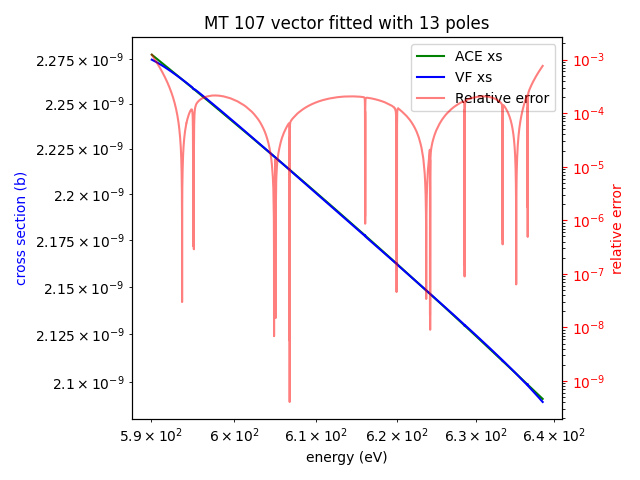 MT 107 vector fitted with 13 poles
cross section (b)
2.275 × 10⁻⁹
2.25 × 10⁻⁹
2.225 × 10⁻⁹
2.2 × 10⁻⁹
2.175 × 10⁻⁹
2.15 × 10⁻⁹
2.125 × 10⁻⁹
2.1 × 10⁻⁹
ACE xs
VF xs
Relative error
10⁻³
10⁻⁴
10⁻⁵
10⁻⁶
10⁻⁷
10⁻⁸
10⁻⁹
relative error
5.9 × 10² 6 × 10² 6.1 × 10² 6.2 × 10² 6.3 × 10² 6.4 × 10²
energy (eV)